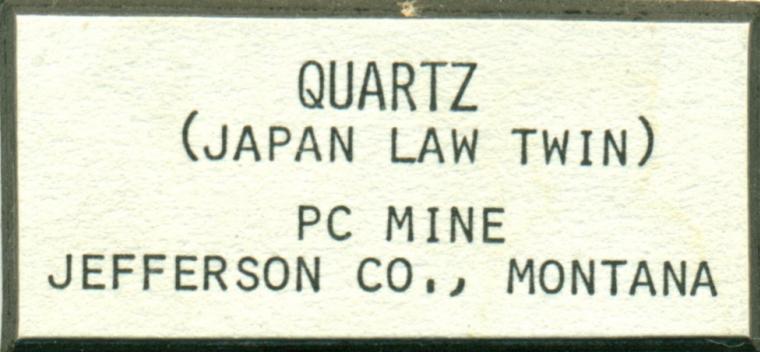 QUARTZ
(JAPAN LAW TWIN)
PC MINE
JEFFERSON CO., MONTANA